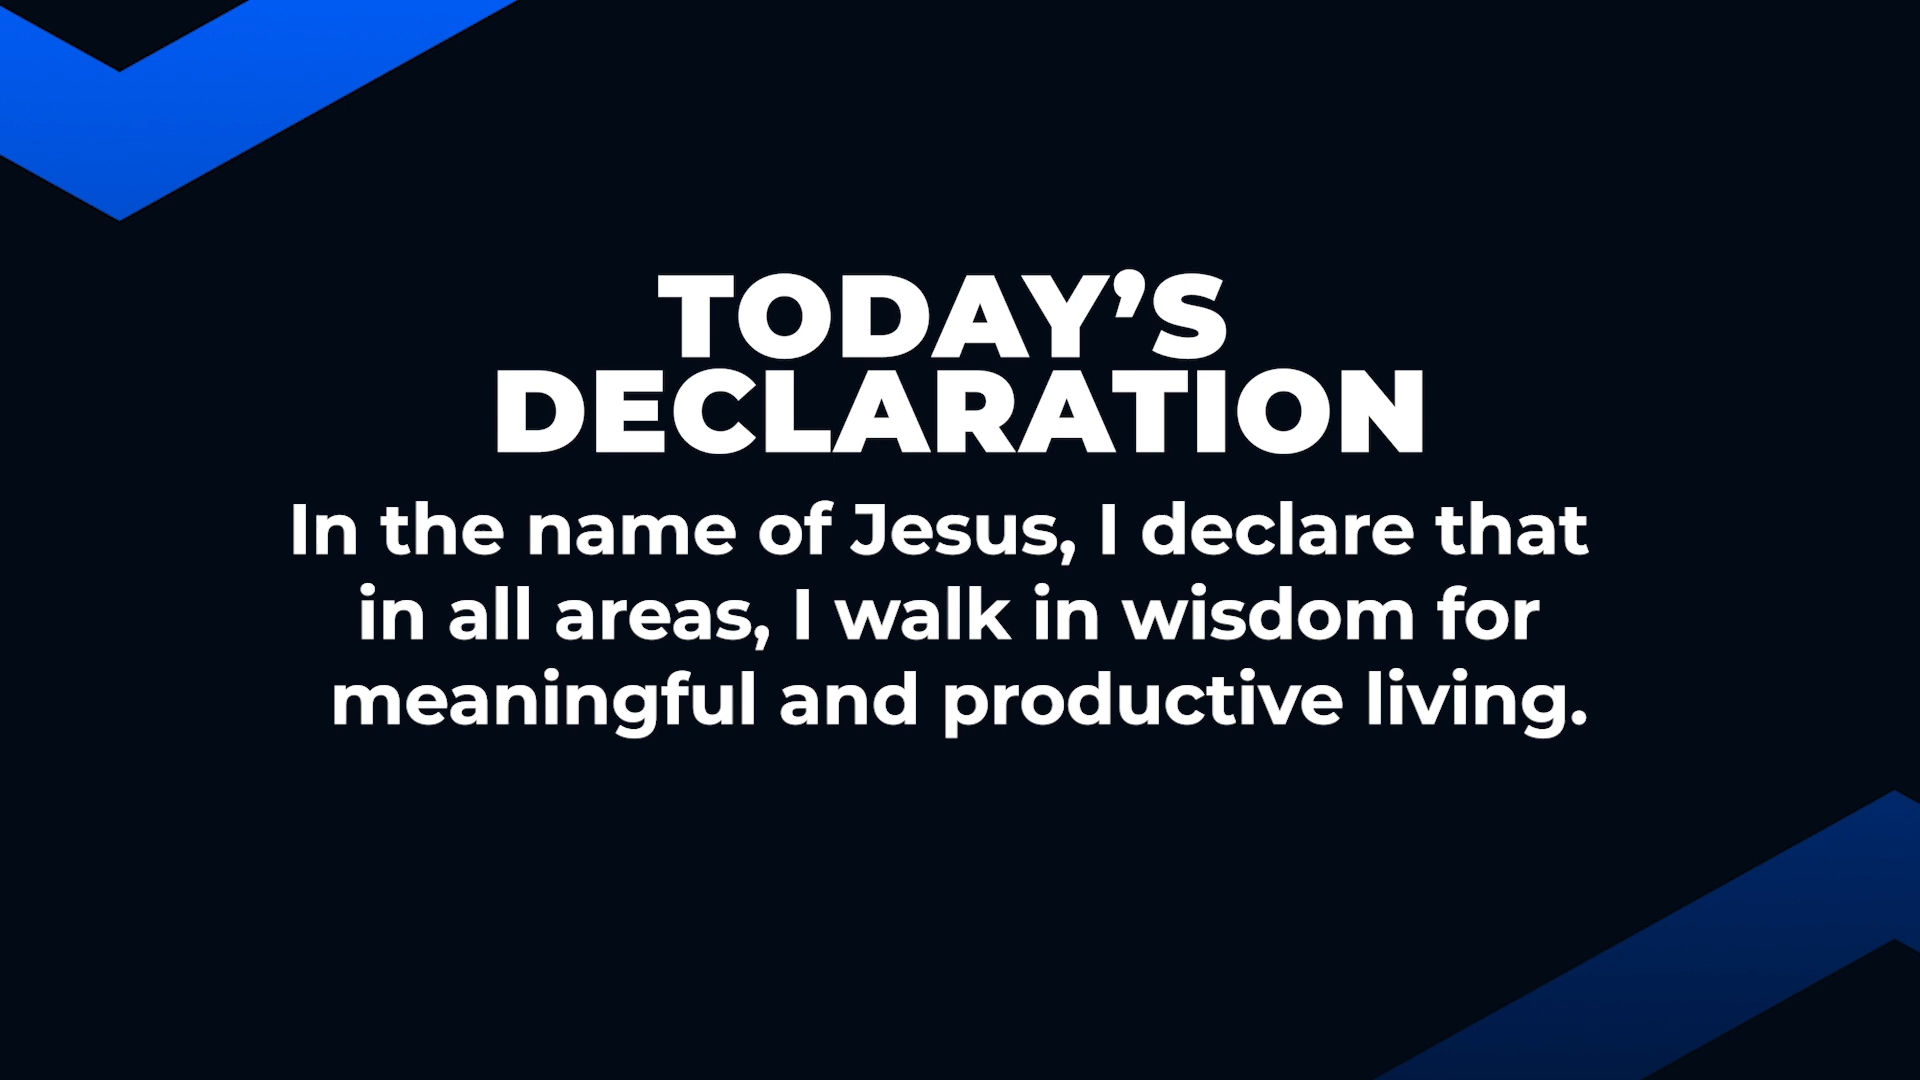 TODAY’S
DECLARATION
In the name of Jesus, I declare that
in all areas, I walk in wisdom for
meaningful and productive living.